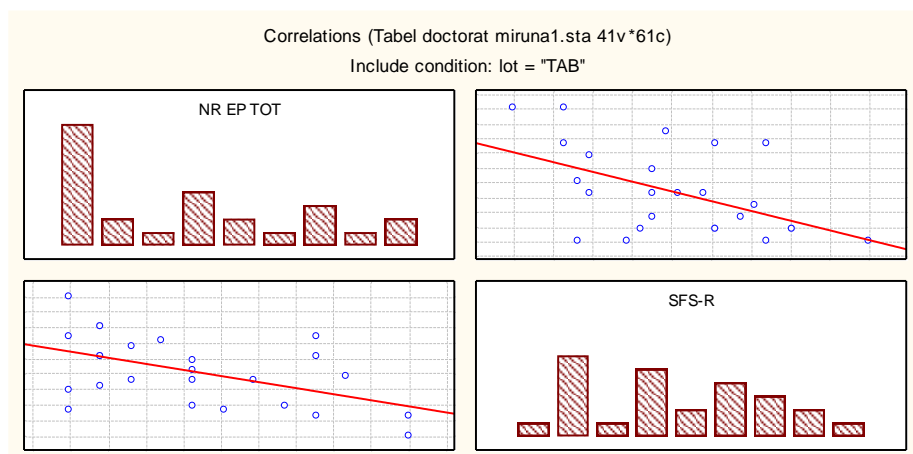 Correlations (Tabel doctorat miruna1.sta 41v*61c)
Include condition: lot = "TAB"
NR EP TOT
SFS-R